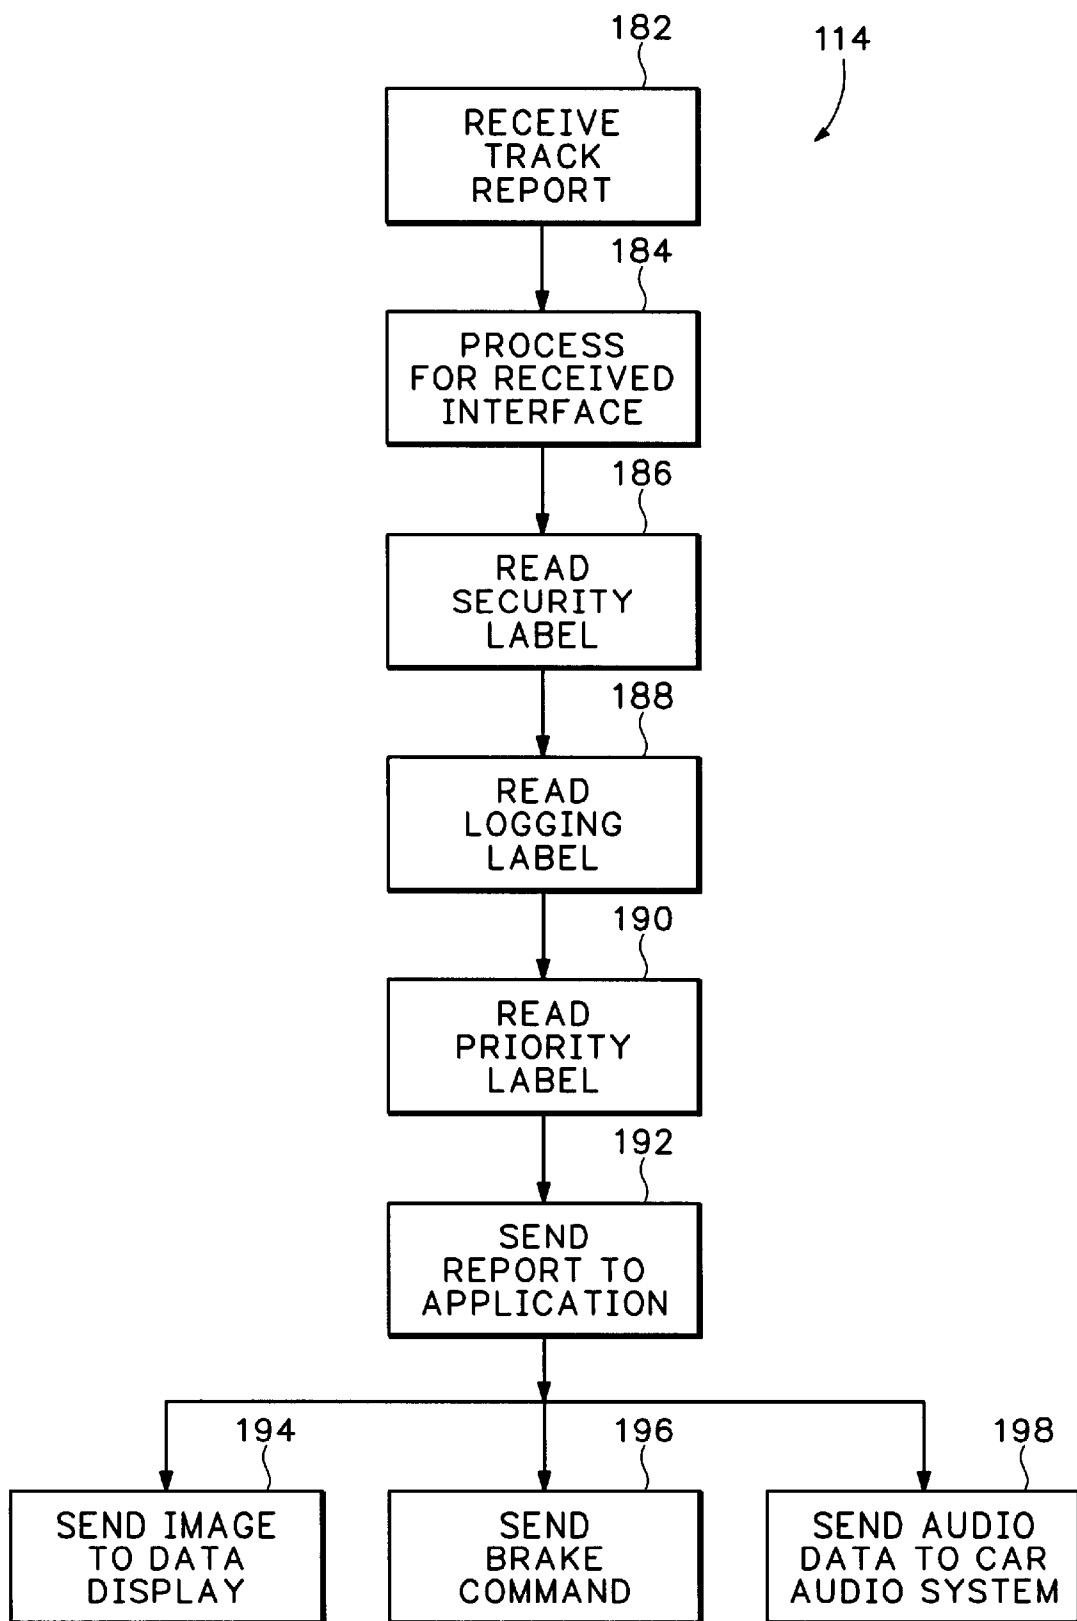 182
114
RECEIVE
TRACK
REPORT
184
PROCESS
FOR RECEIVED
INTERFACE
186
READ
SECURITY
LABEL
188
READ
LOGGING
LABEL
190
READ
PRIORITY
LABEL
192
SEND
REPORT TO
APPLICATION
194
SEND IMAGE
TO DATA
DISPLAY
196
SEND
BRAKE
COMMAND
198
SEND AUDIO
DATA TO CAR
AUDIO SYSTEM